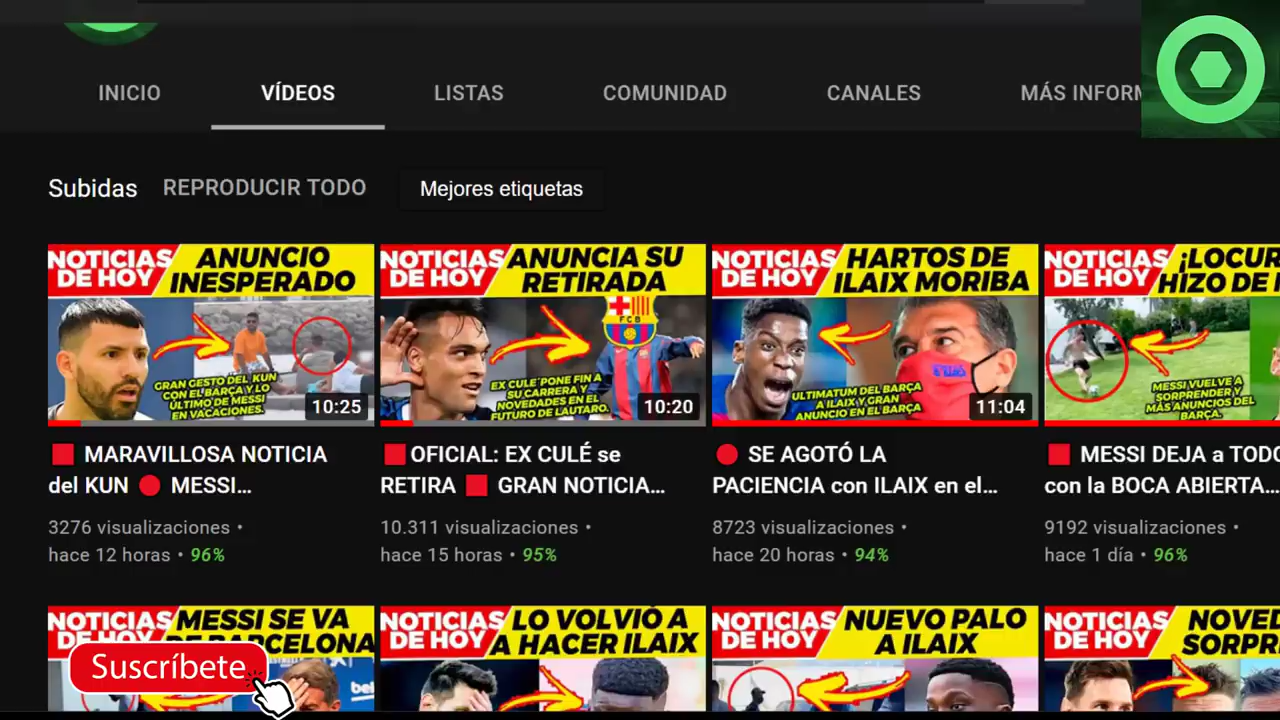 INICIO
VÍDEOS
LISTAS
COMUNIDAD
CANALES
MÁS INFORM
Subidas
REPRODUCIR TODO
Mejores etiquetas
NOTICIAS
DE HOY
ANUNCIO
INESPERADO
GRAN GESTO DEL KUN
CON EL BARÇA Y LO
ÚLTIMO DE MESSI
EN VACACIONES.
10:25
NOTICIAS
DE HOY
ANUNCIA SU
RETIRADA
FCB
EX CULE PONE FIN A
SU CARRERA Y
NOVEDADES EN EL
FUTURO DE LAUTARO.
10:20
NOTICIAS
DE HOY
HARTOS DE
ILAIX MORIBA
ULTIMATUM DEL BARÇA
A ILAIX Y GRAN
ANUNCIO EN EL BARÇA
11:04
NOTICIAS
DE HOY
¡LOCUR
HIZO DE
MESSI VUELVE A
SORPRENDER Y
MÁS ANUNCIOS DEL
BARÇA.
MARAVILLOSA NOTICIA
del KUN MESSI...
3276 visualizaciones •
hace 12 horas • 96%
OFICIAL: EX CULÉ se
RETIRA GRAN NOTICIA...
10.311 visualizaciones •
hace 15 horas • 95%
SE AGOTÓ LA
PACIENCIA con ILAIX en el...
8723 visualizaciones •
hace 20 horas • 94%
MESSI DEJA a TODO
con la BOCA ABIERTA...
9192 visualizaciones •
hace 1 día • 96%
NOTICIAS
DE HOY
MESSI SE VA
DE BARCELONA
NOTICIAS
DE HOY
LO VOLVIÓ A
A HACER ILAIX
NOTICIAS
DE HOY
NUEVO PALO
A ILAIX
NOTICIAS
DE HOY
NOVED
SORPR
Suscríbete